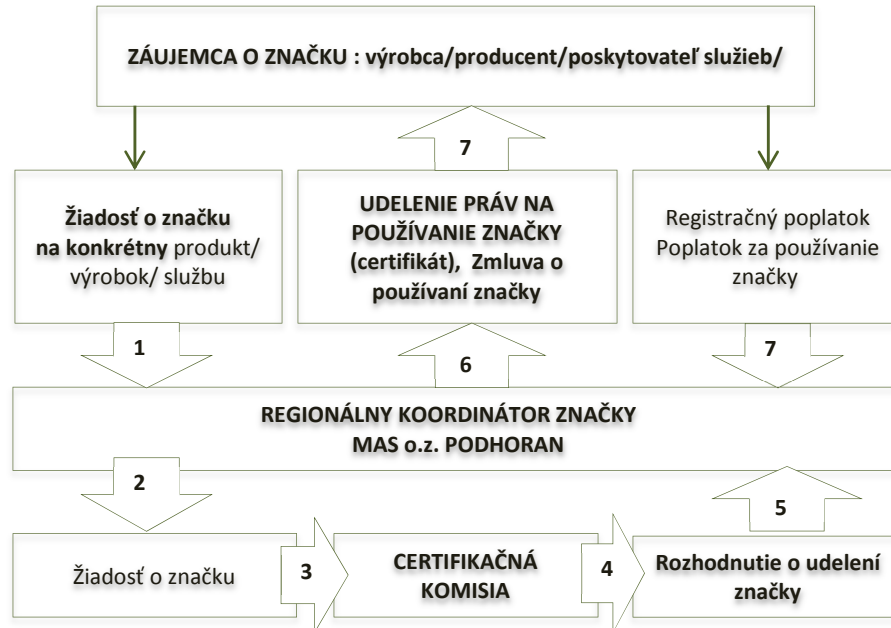 ZÁUJEMCA O ZNAČKU : výrobca/producent/poskytovateľ služieb/
7
Žiadosť o značku
na konkrétny produkt/
výrobok/ službu
UDELENIE PRÁV NA
POUŽÍVANIE ZNAČKY
(certifikát), Zmluva o
používaní značky
Registračný poplatok
Poplatok za používanie
značky
1
6
7
REGIONÁLNY KOORDINÁTOR ZNAČKY
MAS o.z. PODHORAN
2
5
Žiadosť o značku
3
CERTIFIKAČNÁ
KOMISIA
4
Rozhodnutie o udelení
značky